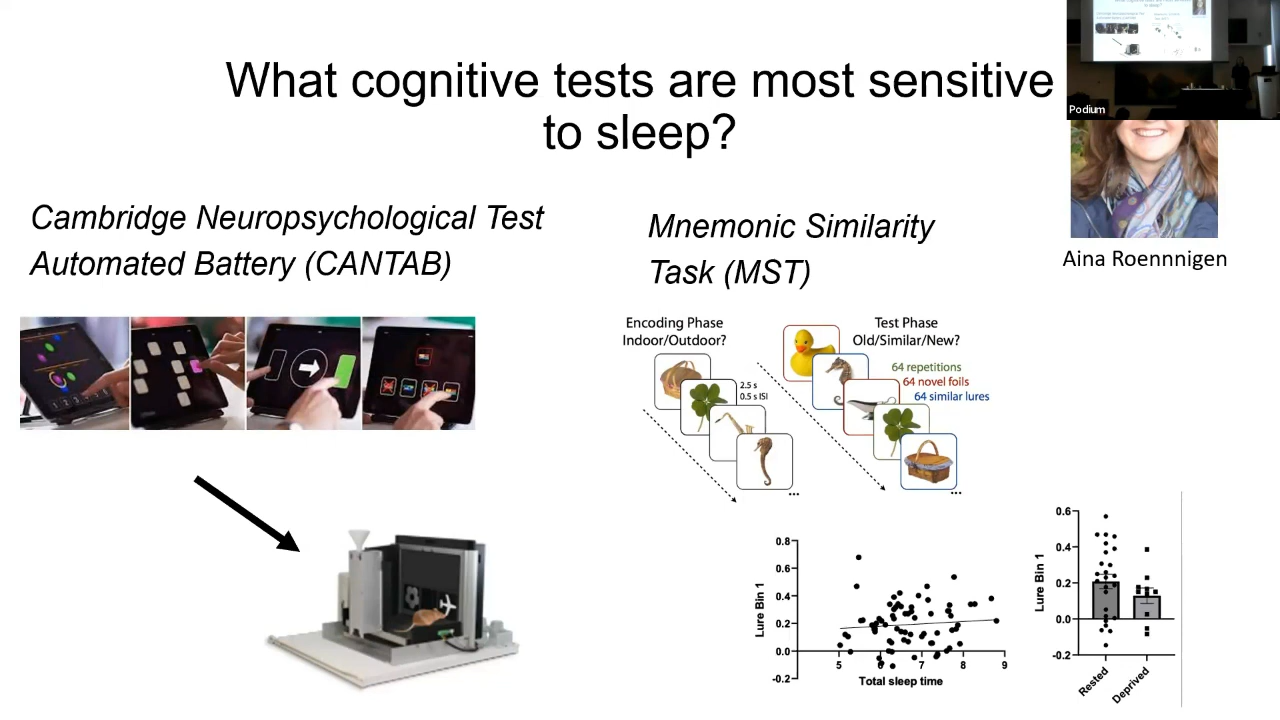 What cognitive tests are most sensitive
to sleep?
Podium
Aina Roennnigen
Cambridge Neuropsychological Test
Automated Battery (CANTAB)
Mnemonic Similarity
Task (MST)
Encoding Phase
Indoor/Outdoor?
2.5 s
0.5 s ISI
...
Test Phase
Old/Similar/New?
64 repetitions
64 novel foils
64 similar lures
...
Lure Bin 1
0.8
0.6
0.4
0.2
0.0
-0.2
5
6
7
8
9
Total sleep time
Lure Bin 1
0.6
0.4
0.2
0.0
-0.2
Rested
Deprived